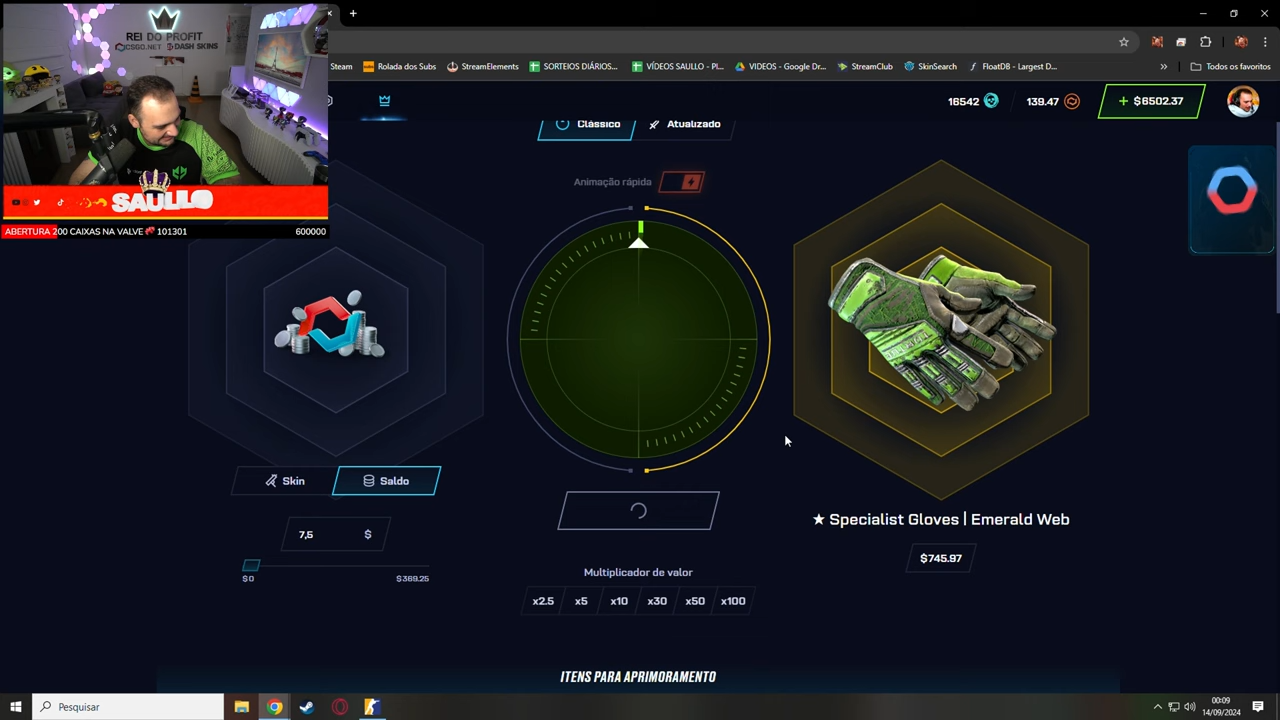 REI DO PROFIT
CSGO.NET DASH SKINS
SAULLO
ABERTURA 200 CAIXAS NA VALVE 101301
600000
Steam
Rolada dos Subs
StreamElements
SORTEIOS DIÁRIOS...
VÍDEOS SAULLO - Pl...
VIDEOS - Google Dr...
StreamClub
SkinSearch
FloatDB - Largest D...
Todos os favoritos
16542
139.47
+ $6502.37
Clássico
Atualizado
Animação rápida
Skin
Saldo
7,5 $
$0
$369.25
Multiplicador de valor
x2.5
x5
x10
x30
x50
x100
★ Specialist Gloves | Emerald Web
$745.97
ITENS PARA APRIMORAMENTO
Pesquisar
00:09
14/09/2024